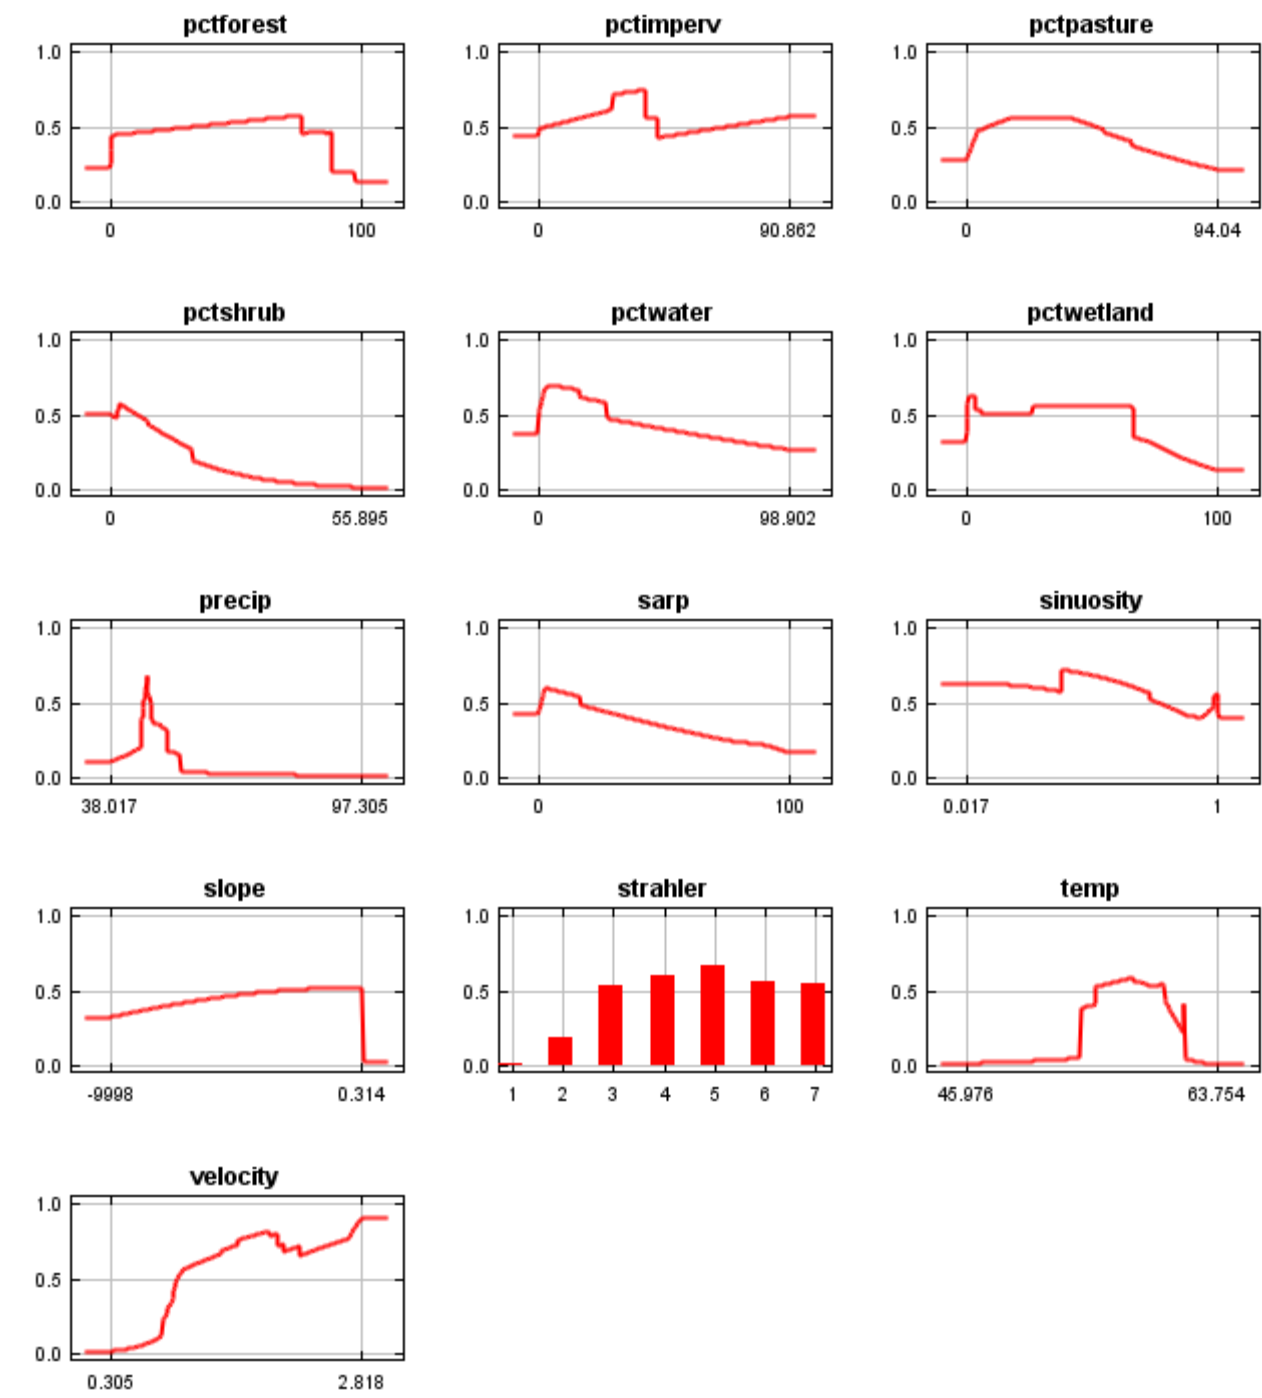 pctforest pctimperv pctpasture
1.0 1.0 1.0
0.5 0.5 0.5
0.0 0.0 0.0
0 100 0 90.862 0 94.04
pctshrub pctwater pctwetland
1.0 1.0 1.0
0.5 0.5 0.5
0.0 0.0 0.0
0 55.895 0 98.902 0 100
precip sarp sinuosity
1.0 1.0 1.0
0.5 0.5 0.5
0.0 0.0 0.0
38.017 97.305 0 100 0.017 1
slope strahler temp
1.0 1.0 1.0
0.5 0.5 0.5
0.0 0.0 0.0
-9998 0.314 1 2 3 4 5 6 7 45.976 63.754
velocity
1.0
0.5
0.0
0.305 2.818